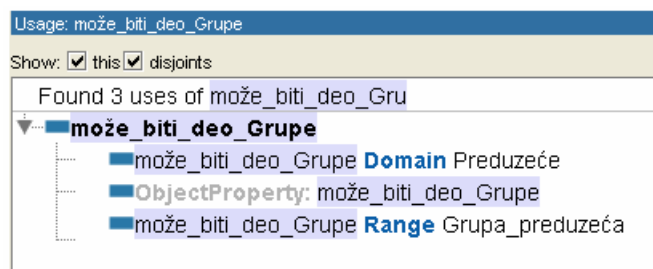 Usage: može_biti_deo_Grupe
Show: this disjoints
Found 3 uses of može_biti_deo_Gru
može_biti_deo_Grupe
može_biti_deo_Grupe Domain Preduzeće
ObjectProperty: može_biti_deo_Grupe
može_biti_deo_Grupe Range Grupa_preduzeća